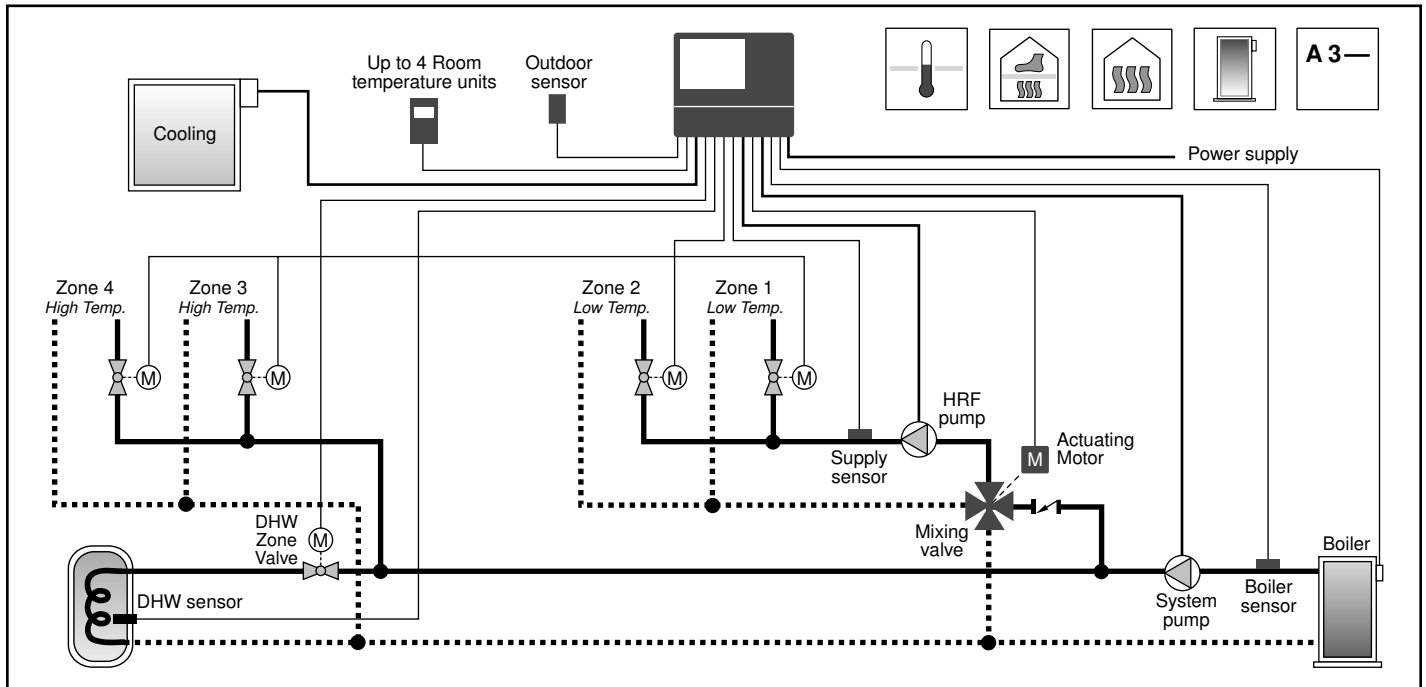 Up to 4 Room
temperature units
Outdoor
sensor
A 3—
Cooling
Power supply
Zone 4
High Temp.
Zone 3
High Temp.
Zone 2
Low Temp.
Zone 1
Low Temp.
M
M
M
M
HRF
pump
Supply
sensor
M
Actuating
Motor
Mixing
valve
DHW
Zone
Valve
M
Boiler
DHW sensor
System
pump
Boiler
sensor